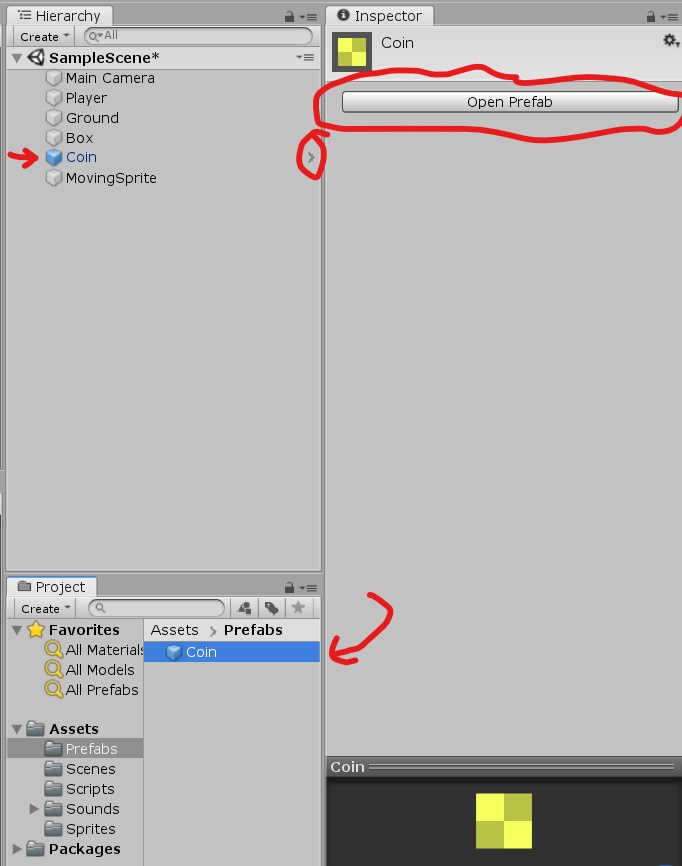 Hierarchy
Create
All
SampleScene*
Main Camera
Player
Ground
Box
Coin
MovingSprite
Inspector
Coin
Open Prefab
Project
Create
Favorites
All Materials
All Models
All Prefabs
Assets
Prefabs
Scenes
Scripts
Sounds
Sprites
Packages
Assets > Prefabs
Coin
Coin